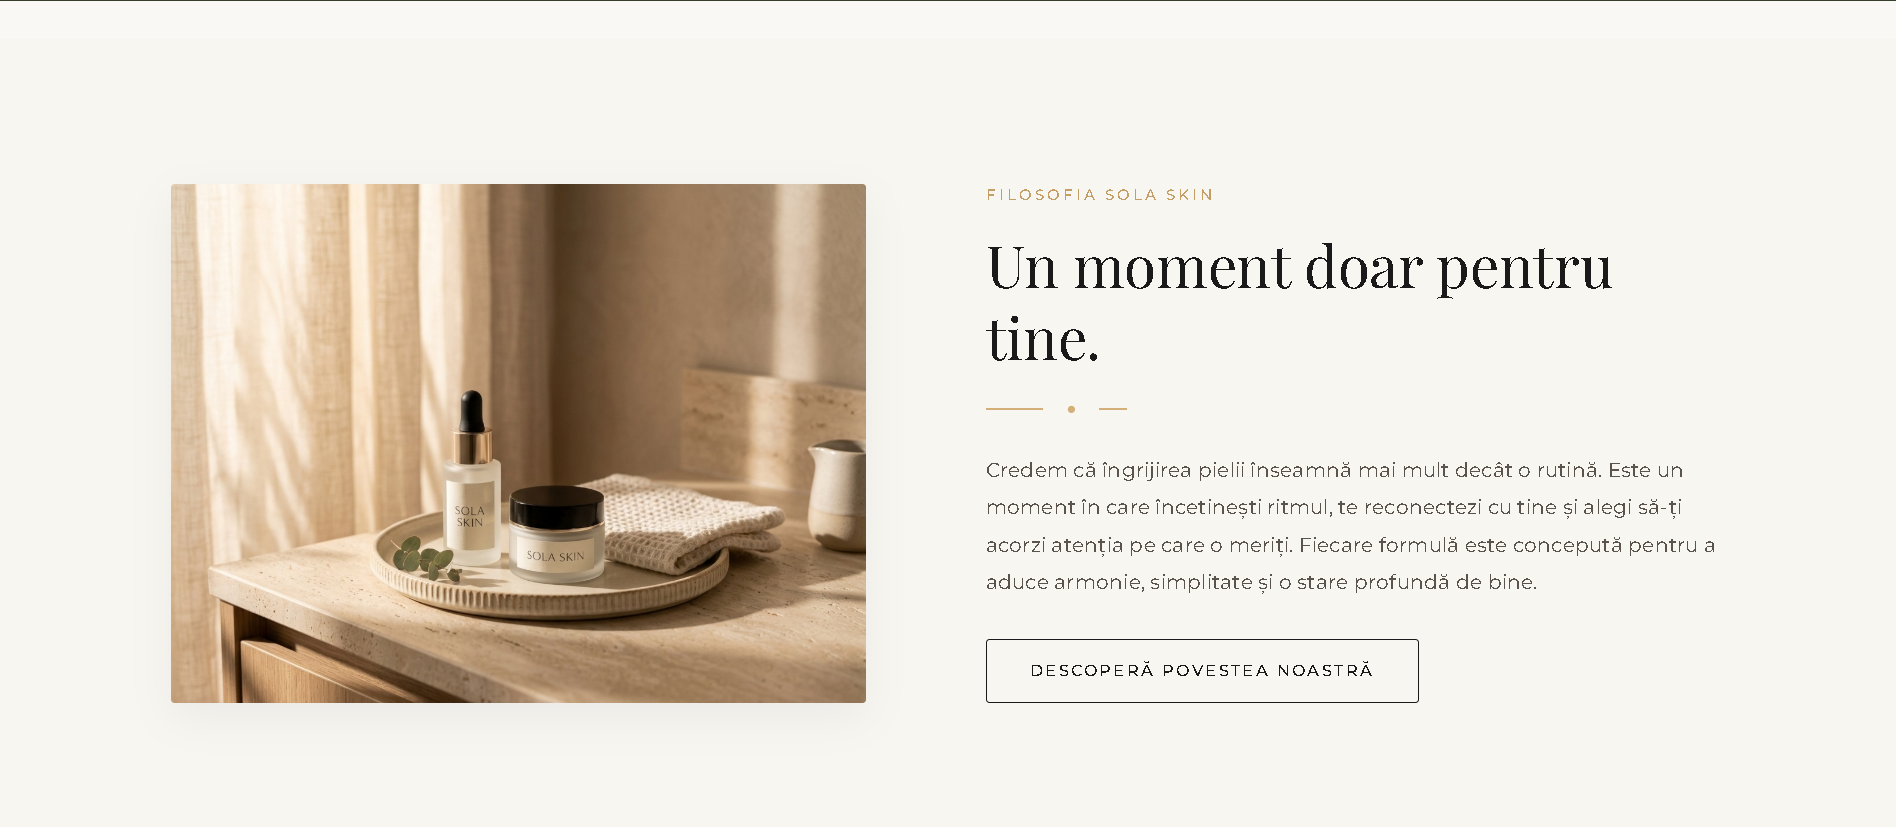 FILOSOFIA SOLA SKIN
Un moment doar pentru
tine.
Credem că îngrijirea pielii înseamnă mai mult decât o rutină. Este un
moment în care încetinești ritmul, te reconectezi cu tine și alegi să-ți
acorzi atenția pe care o meriți. Fiecare formulă este concepută pentru a
aduce armonie, simplitate și o stare profundă de bine.
DESCOPERĂ POVESTEA NOASTRĂ
SOLA
SKIN
SOLA SKIN